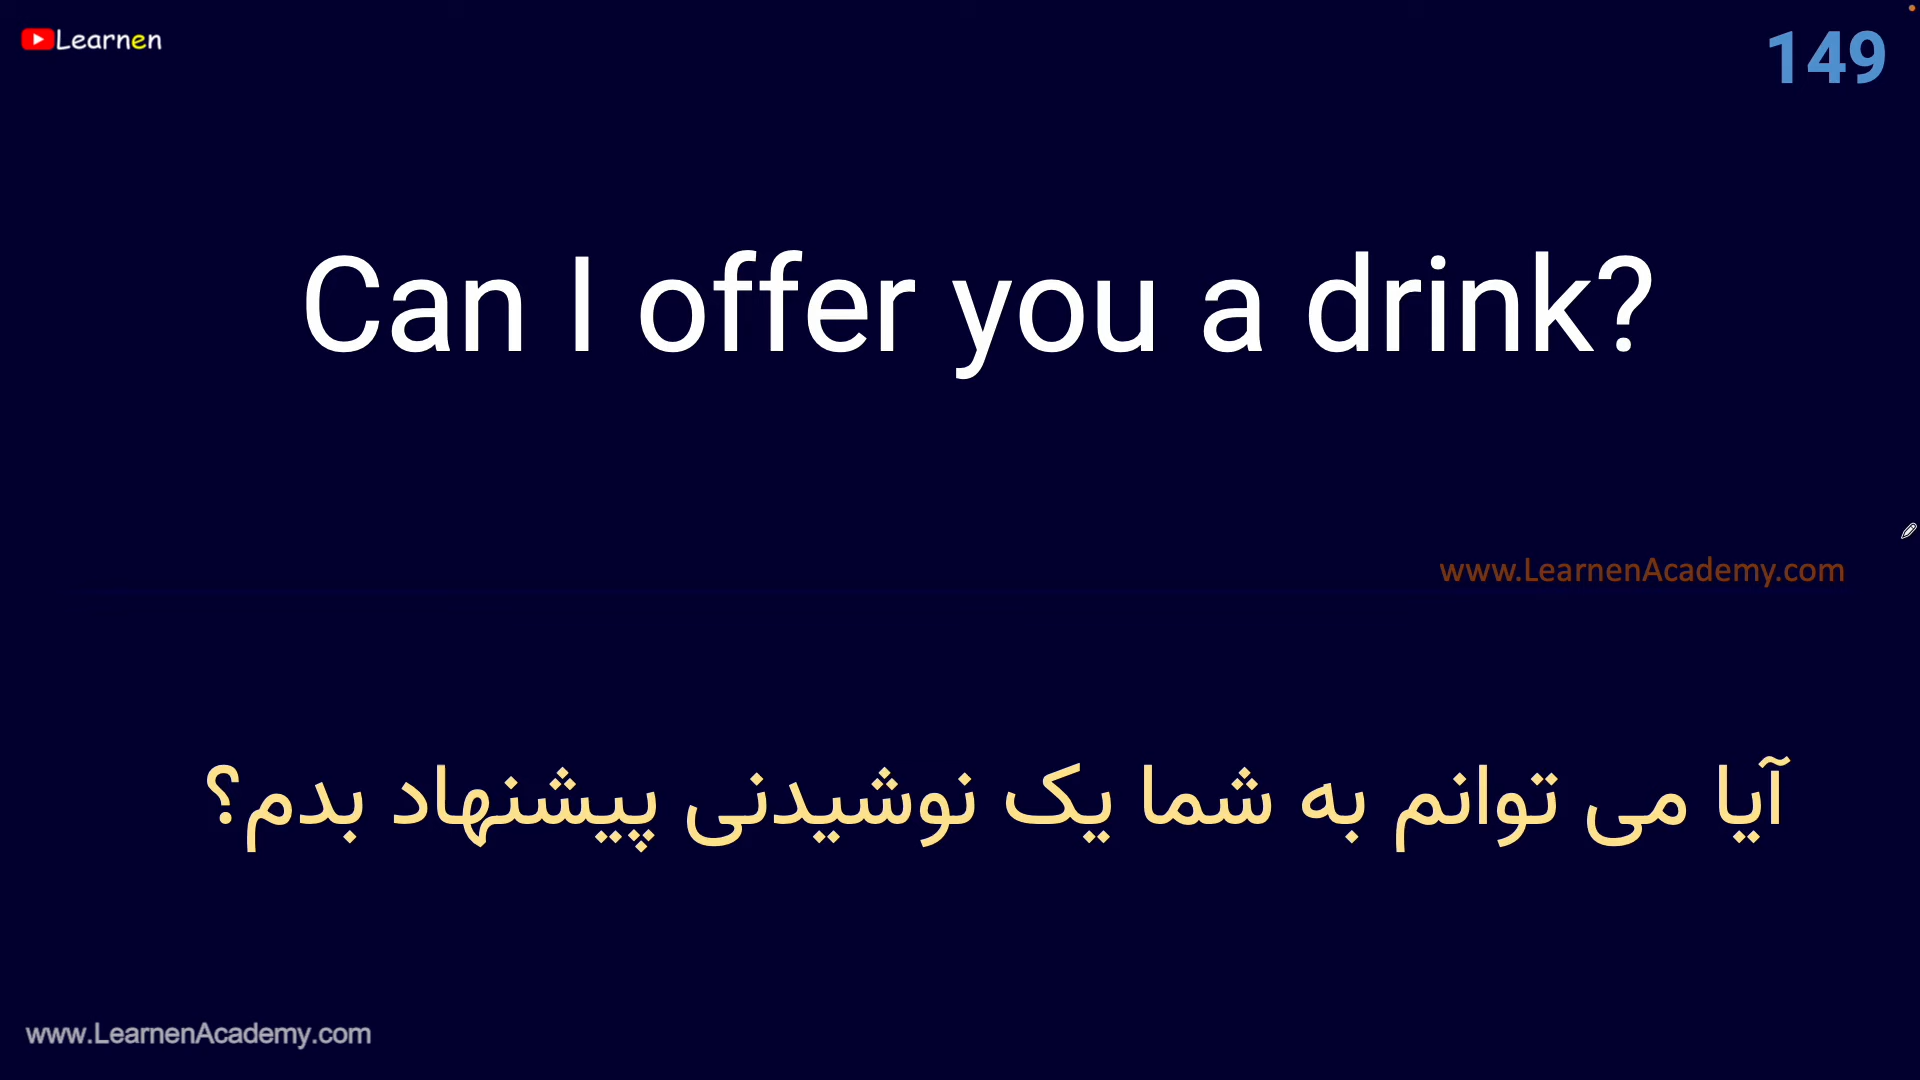 Learnen
149
Can I offer you a drink?
www.LearnenAcademy.com
آیا می توانم به شما یک نوشیدنی پیشنهاد بدم؟
www.LearnenAcademy.com